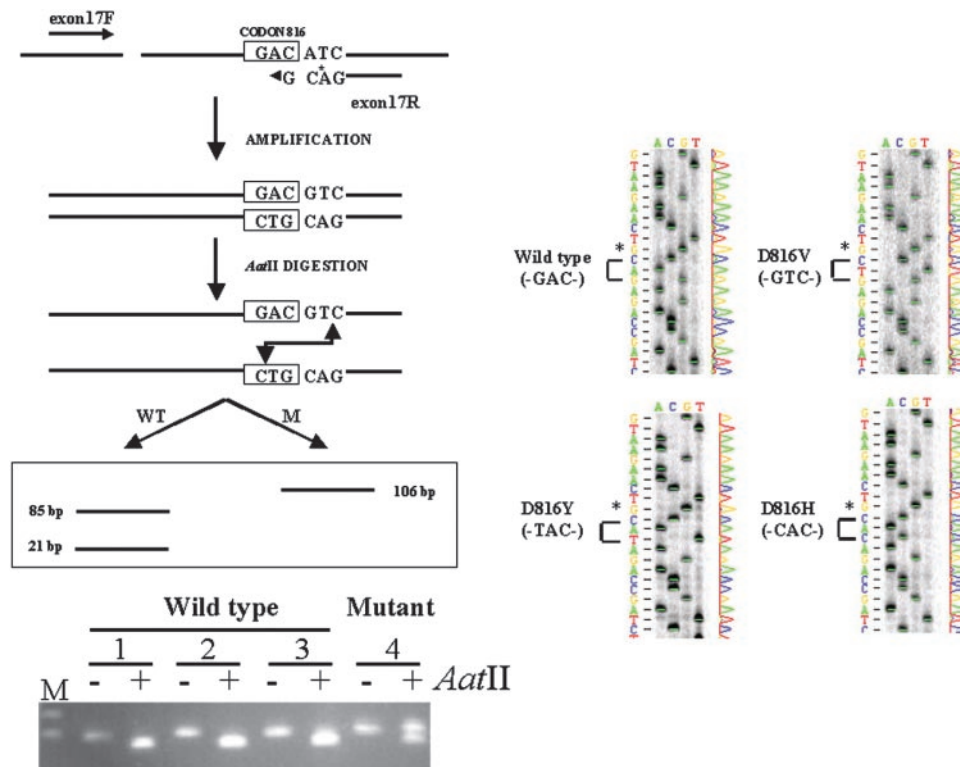 exon17F
CODON 816
GAC ATC
*
G CAG
exon17R
AMPLIFICATION
GAC GTC
CTG CAG
AatII DIGESTION
GAC GTC
CTG CAG
WT M
106 bp
85 bp
21 bp
Wild type Mutant
1 2 3 4
M - + - + - + - + AatII
A C G T
G T A A G A A C T G C A G A G A C C G A T C
*
Wild type
(-GAC-)
A C G T
G T A A G A A C T G C T G A G A C C G A T C
*
D816V
(-GTC-)
A C G T
G T A A G A A C T G C A T A G A C C G A T C
*
D816Y
(-TAC-)
A C G T
G T A A G A A C T G C A C A G A C C G A T C
*
D816H
(-CAC-)